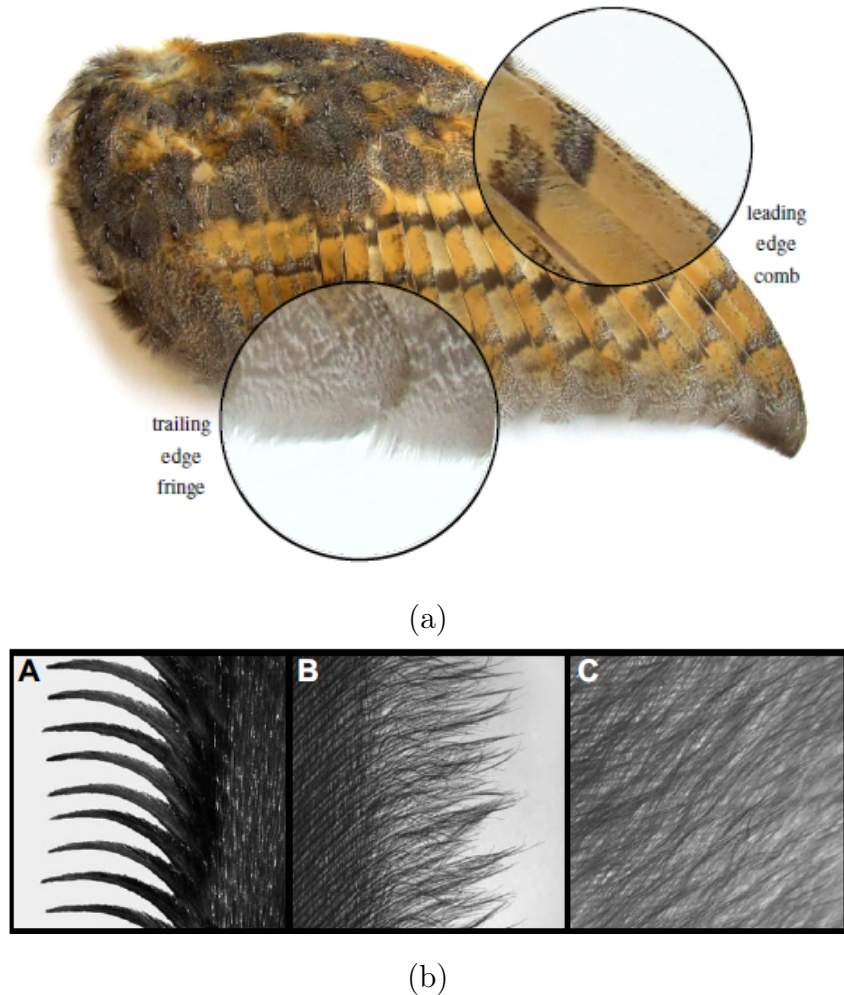 leading
edge
comb
trailing
edge
fringe
(a)
A B C
(b)